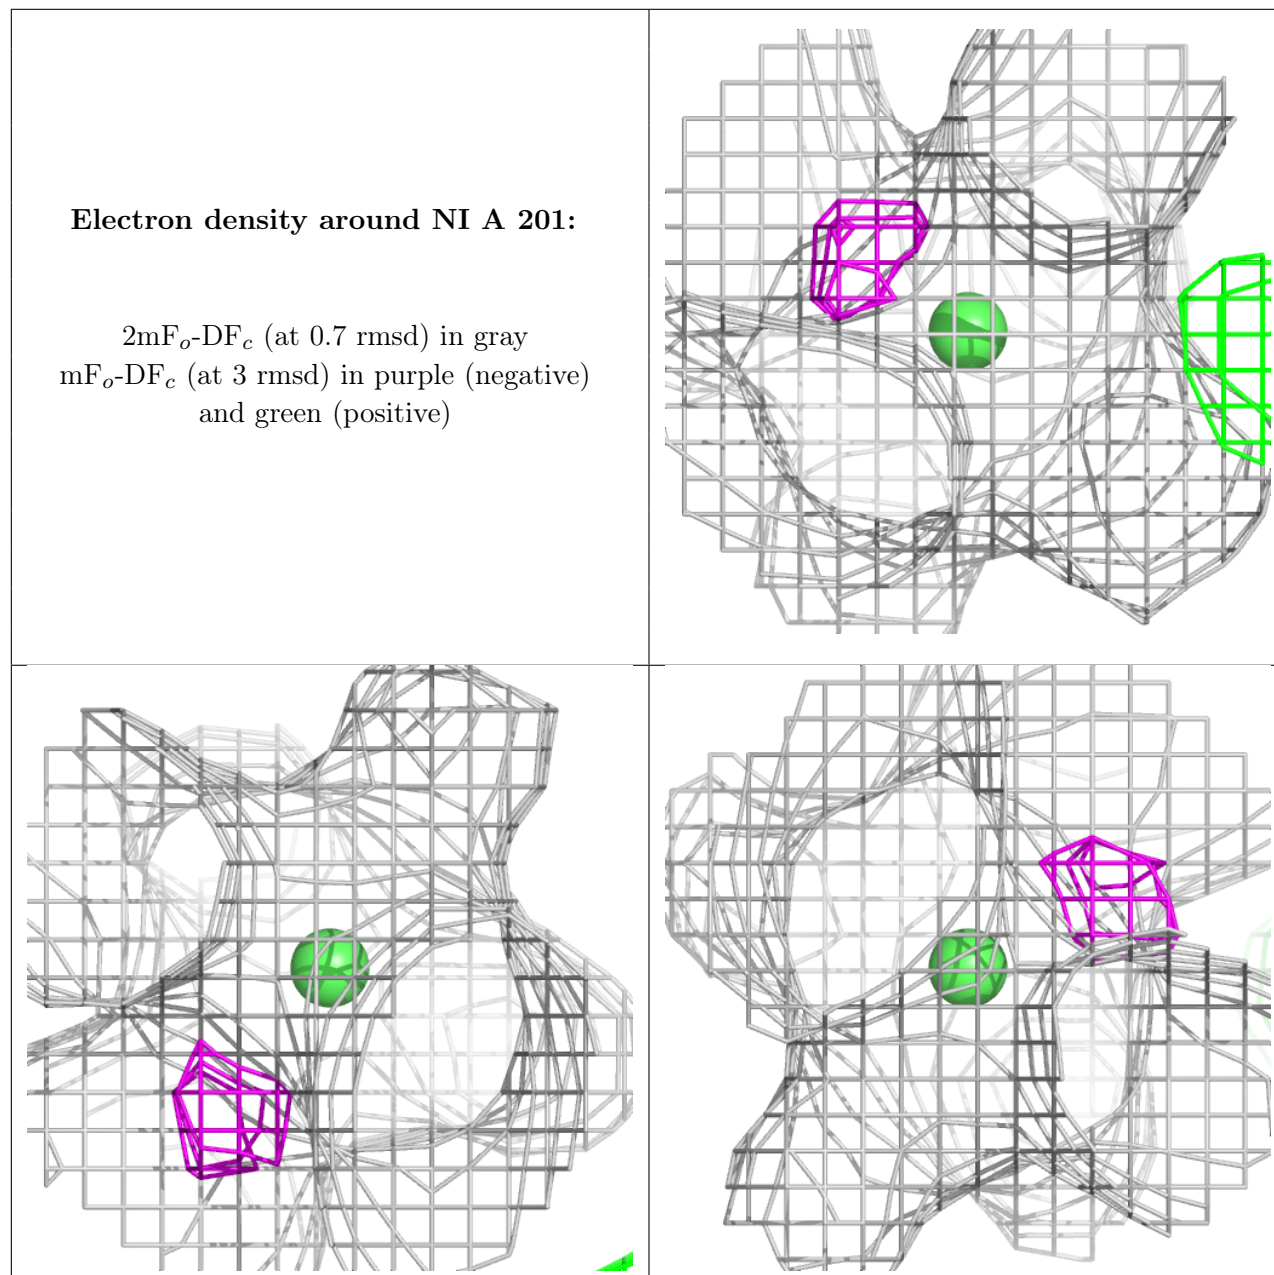 Electron density around NI A 201:
2mFo-DFc (at 0.7 rmsd) in gray
mFo-DFc (at 3 rmsd) in purple (negative)
and green (positive)